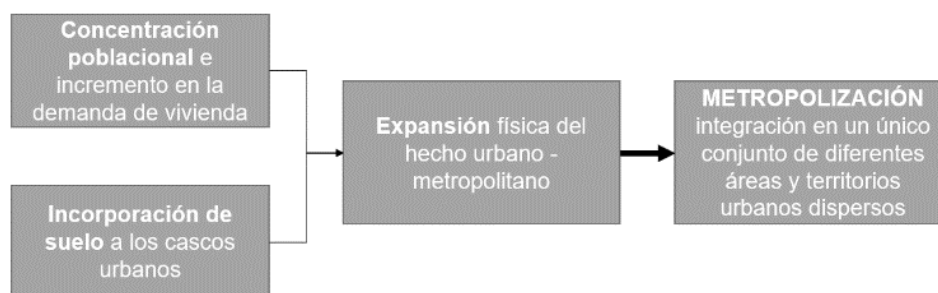 Concentración
poblacional e
incremento en la
demanda de vivienda
Incorporación de
suelo a los cascos
urbanos
Expansión física del
hecho urbano -
metropolitano
METROPOLIZACIÓN
integración en un único
conjunto de diferentes
áreas y territorios
urbanos dispersos